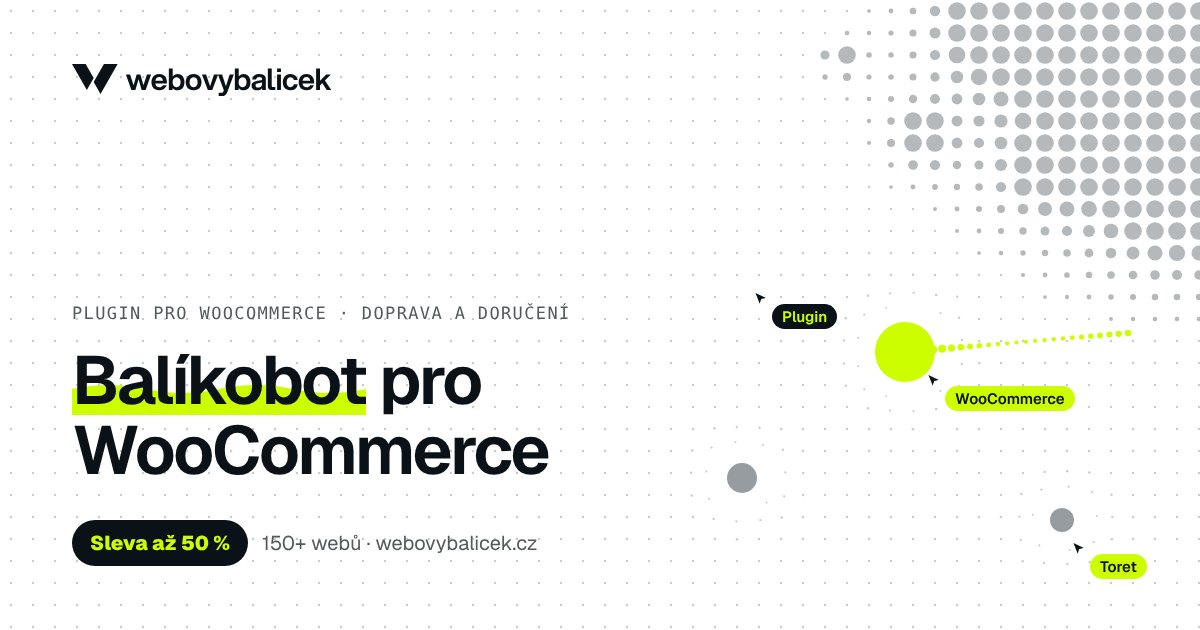 webovybalicek
PLUGIN PRO WOOCOMMERCE · DOPRAVA A DORUČENÍ
Balíkobot pro
WooCommerce
Sleva až 50 %
150+ webů · webovybalicek.cz
Plugin
WooCommerce
Toret